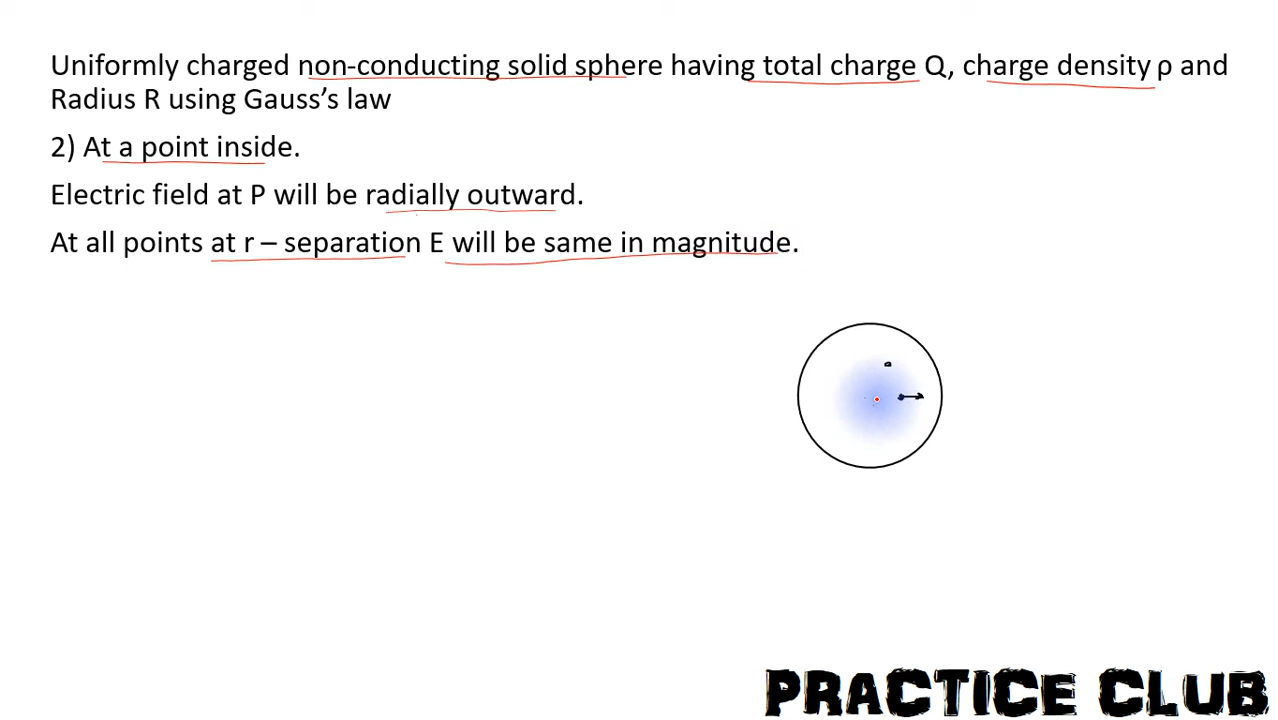 Uniformly charged non-conducting solid sphere having total charge Q, charge density ρ and
Radius R using Gauss’s law
2) At a point inside.
Electric field at P will be radially outward.
At all points at r – separation E will be same in magnitude.
PRACTICE CLUB